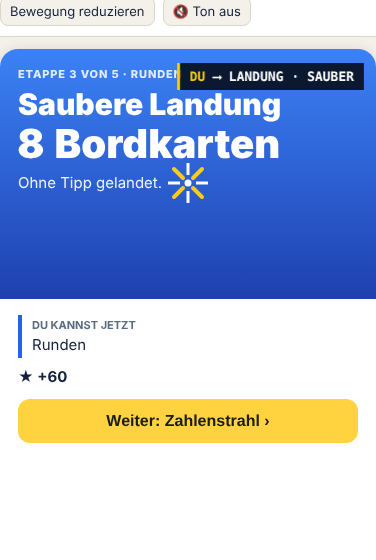 Bewegung reduzieren
🔇 Ton aus
ETAPPE 3 VON 5 · RUNDEN
DU → LANDUNG · SAUBER
Saubere Landung
8 Bordkarten
Ohne Tipp gelandet.
DU KANNST JETZT
Runden
★ +60
Weiter: Zahlenstrahl ›